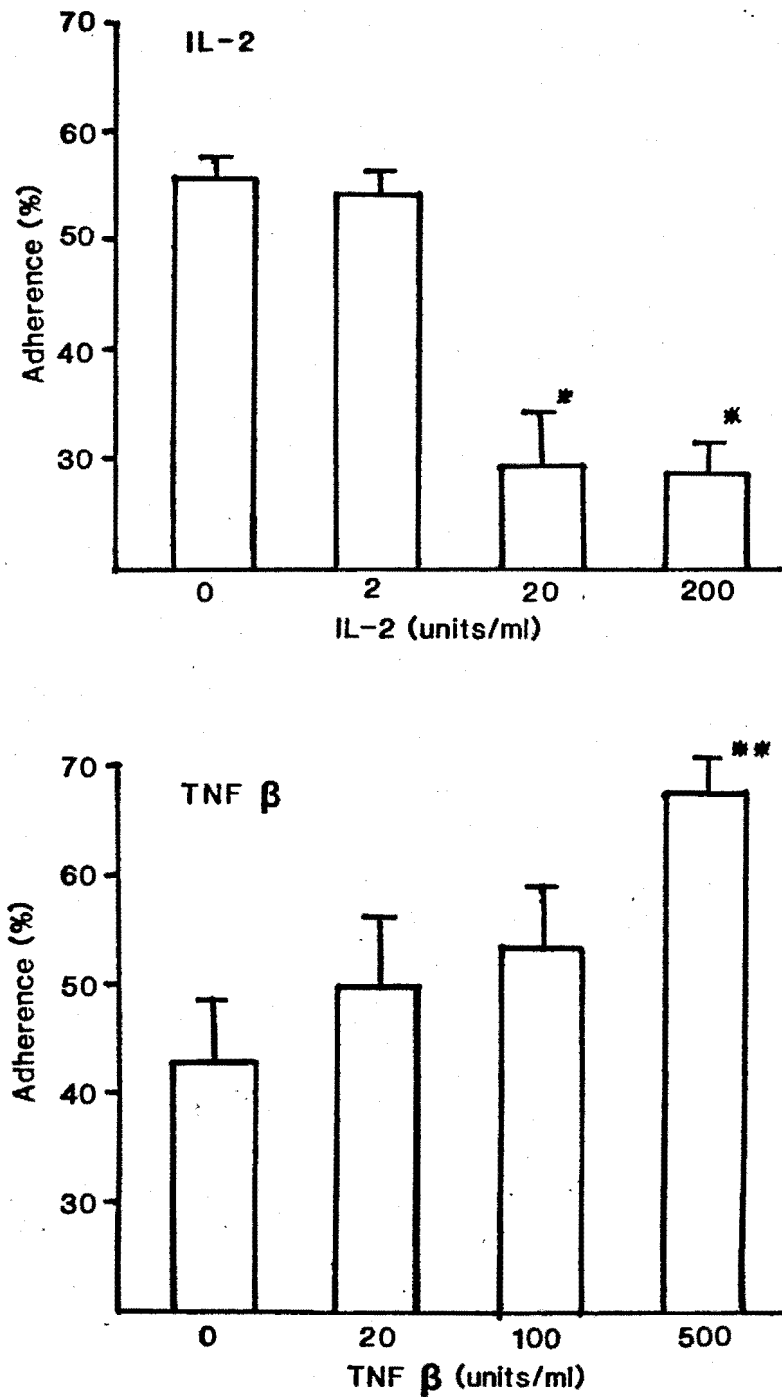 70
IL-2
60
50
40
30
Adherence (%)
*
*
0 2 20 200
IL-2 (units/ml)
70
TNF β
60
50
40
30
Adherence (%)
**
0 20 100 500
TNF β (units/ml)